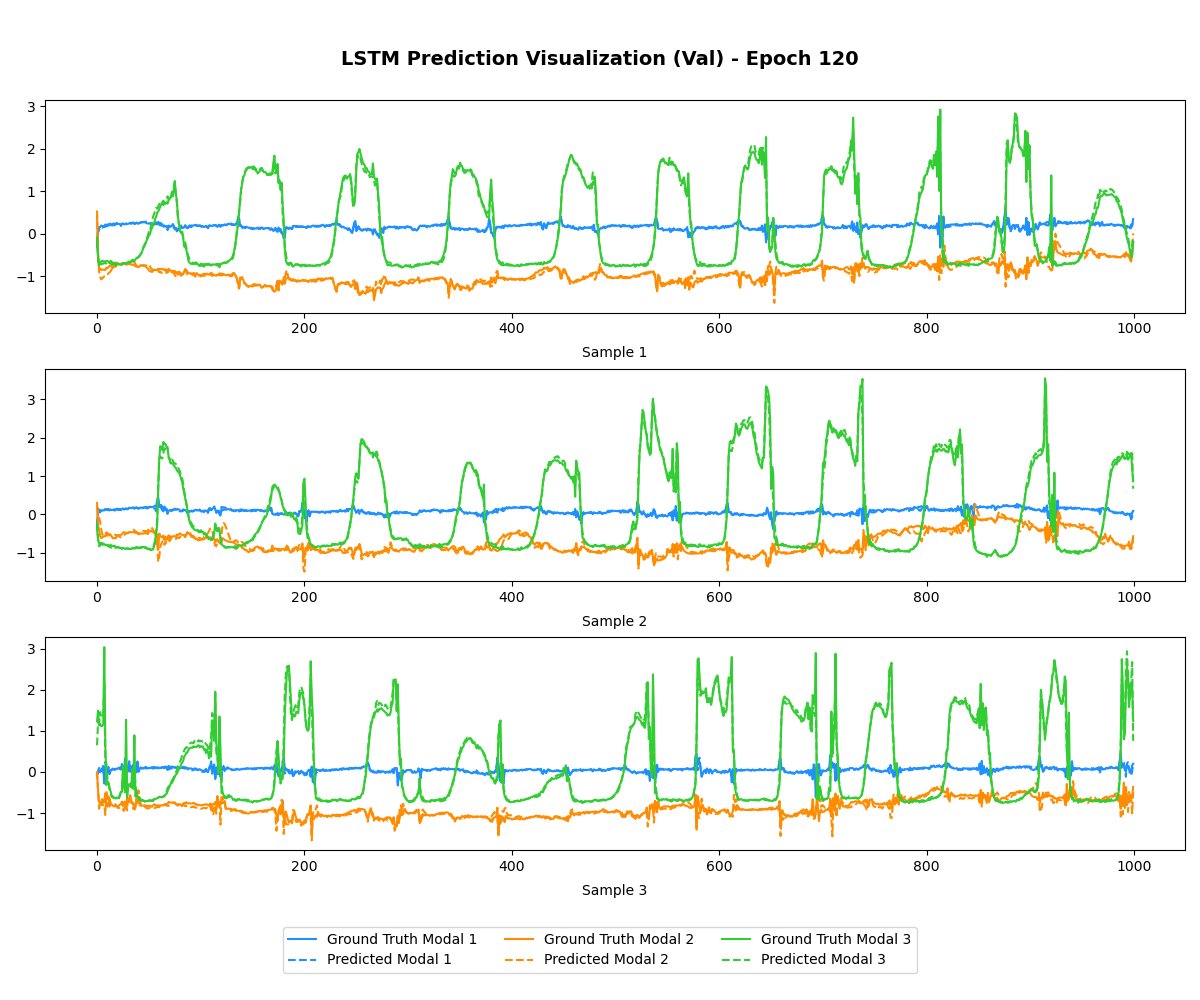 LSTM Prediction Visualization (Val) - Epoch 120
3
2
1
0
−1
0 200 400 600 800 1000
Sample 1
3
2
1
0
−1
0 200 400 600 800 1000
Sample 2
3
2
1
0
−1
0 200 400 600 800 1000
Sample 3
Ground Truth Modal 1 Ground Truth Modal 2 Ground Truth Modal 3
Predicted Modal 1 Predicted Modal 2 Predicted Modal 3